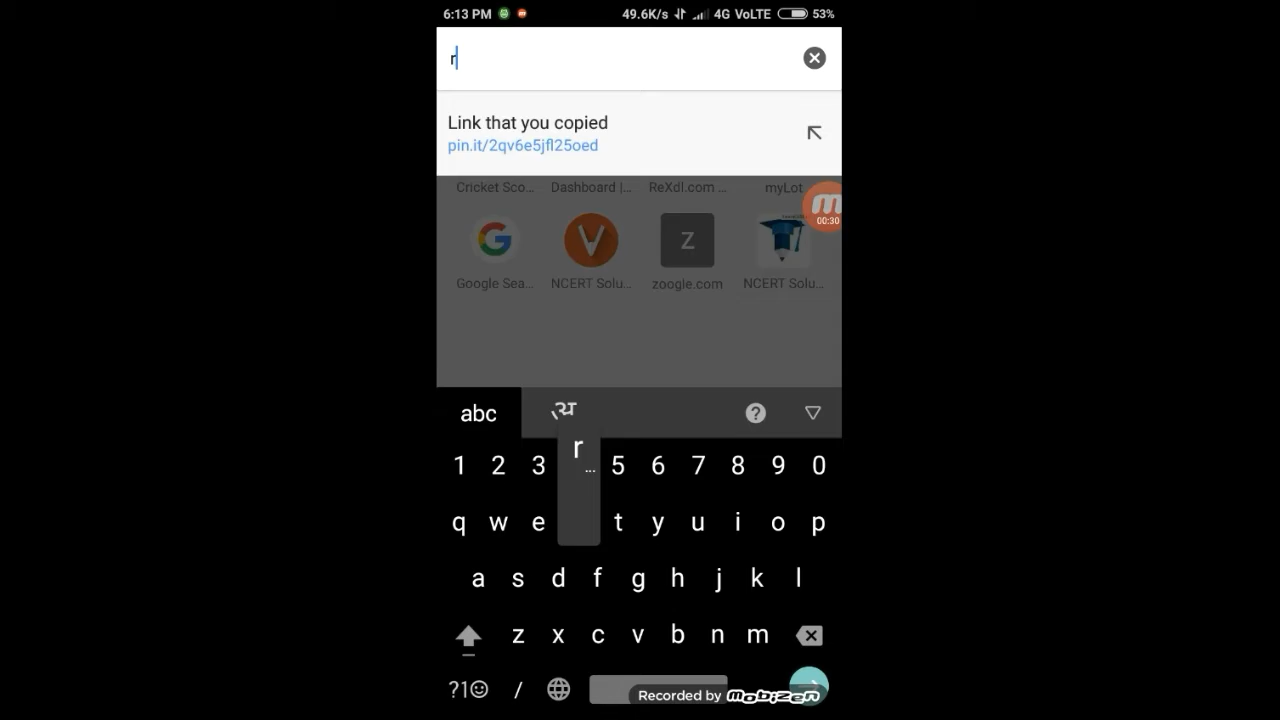 6:13 PM 49.6K/s 4G VoLTE 53%
r
Link that you copied
pin.it/2qv6e5jfl25oed
Cricket Sco... Dashboard |... ReXdl.com ... myLot
00:30
Z
Google Sea... NCERT Solu... zoogle.com NCERT Solu...
abc अ
r...
1 2 3 5 6 7 8 9 0
q w e t y u i o p
a s d f g h j k l
z x c v b n m
?1☺ /
Recorded by mobizen